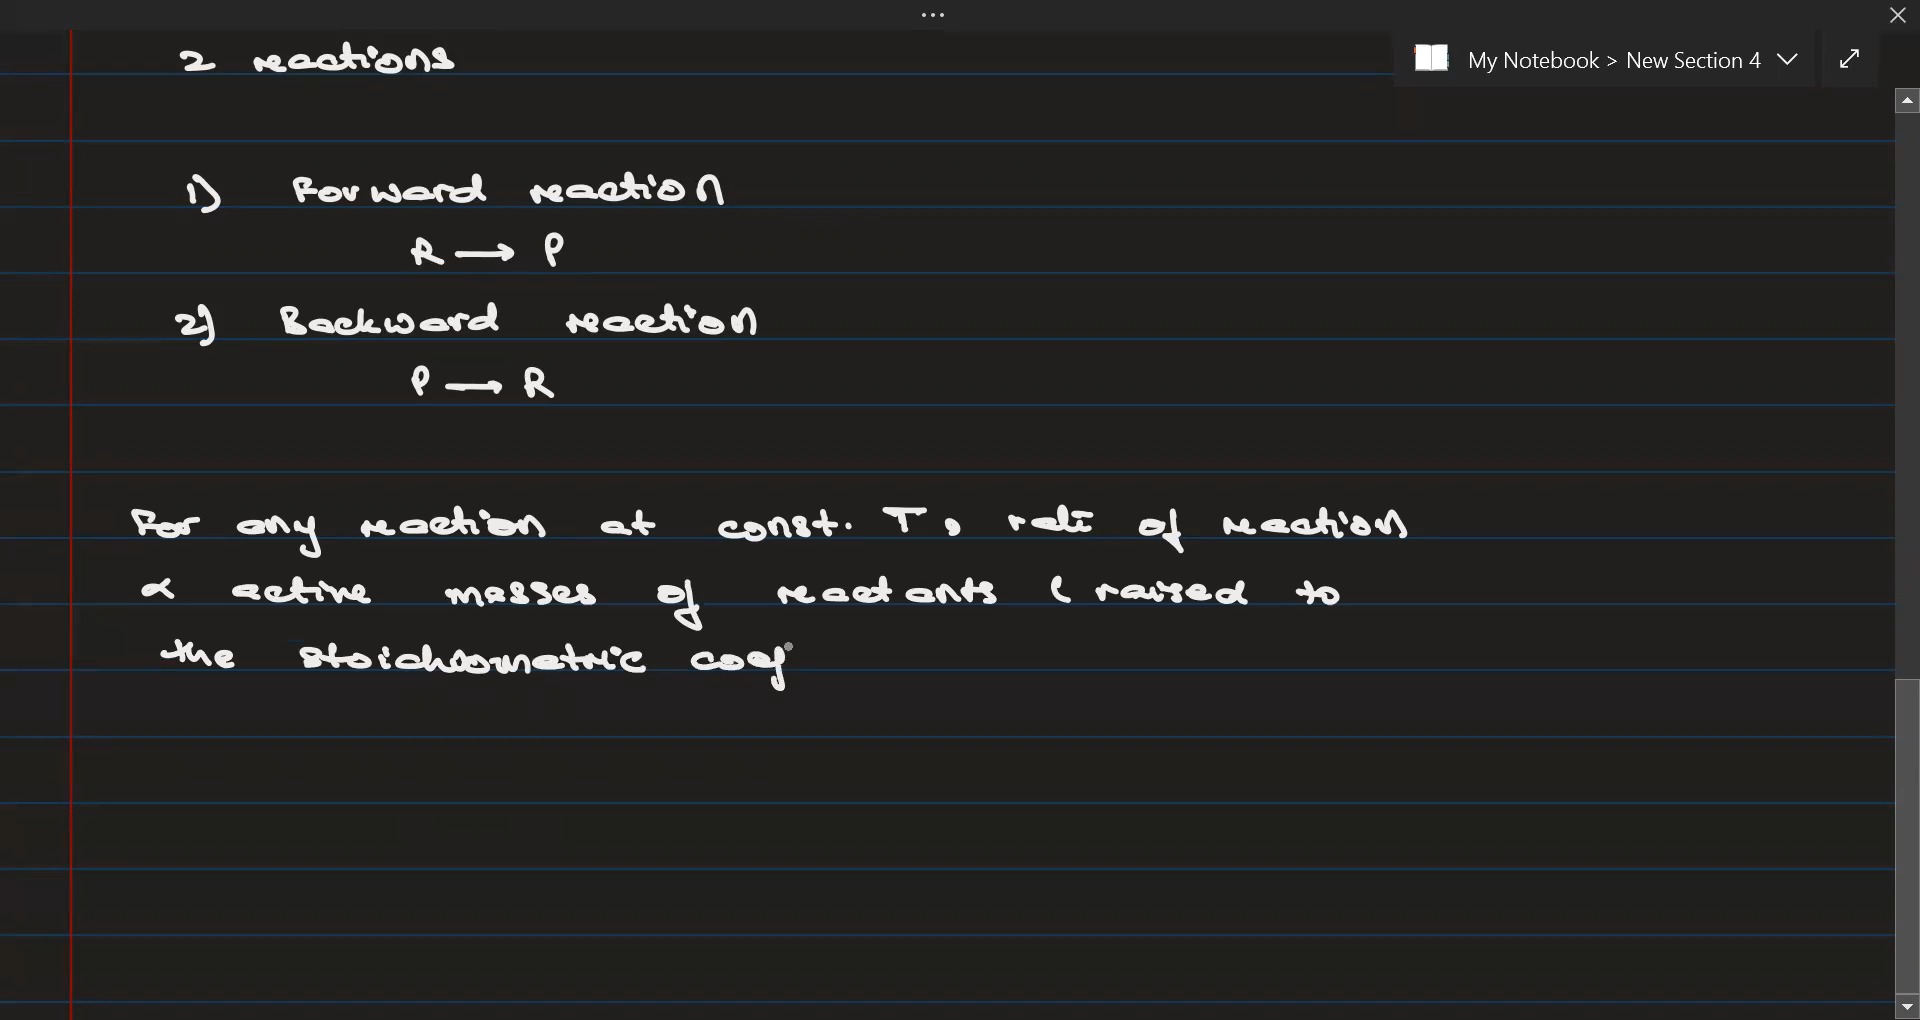 ...
2 reactions
My Notebook > New Section 4
1) Forward reaction
R → P
2) Backward reaction
P → R
For any reaction at const. T, rate of reaction
∝ active masses of reactants (raised to
the stoichiometric coef